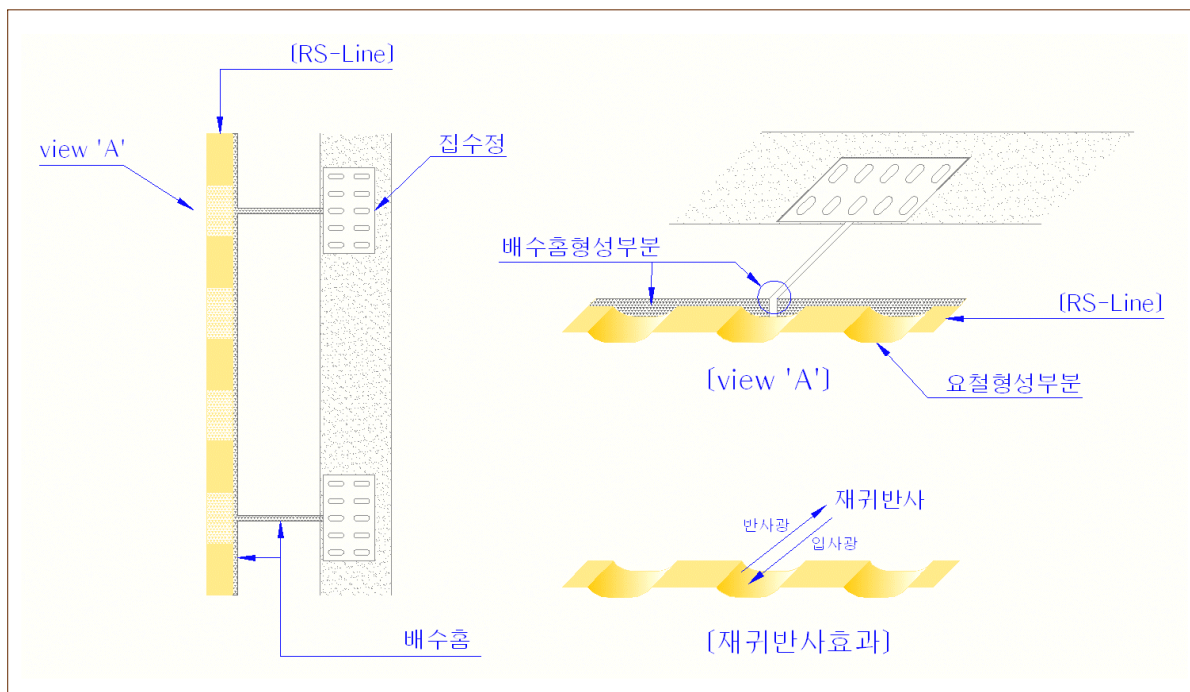 [RS-Line]
view 'A'
집수정
배수홈
배수홈형성부분
[RS-Line]
[view 'A']
요철형성부분
재귀반사
반사광
입사광
[재귀반사효과]